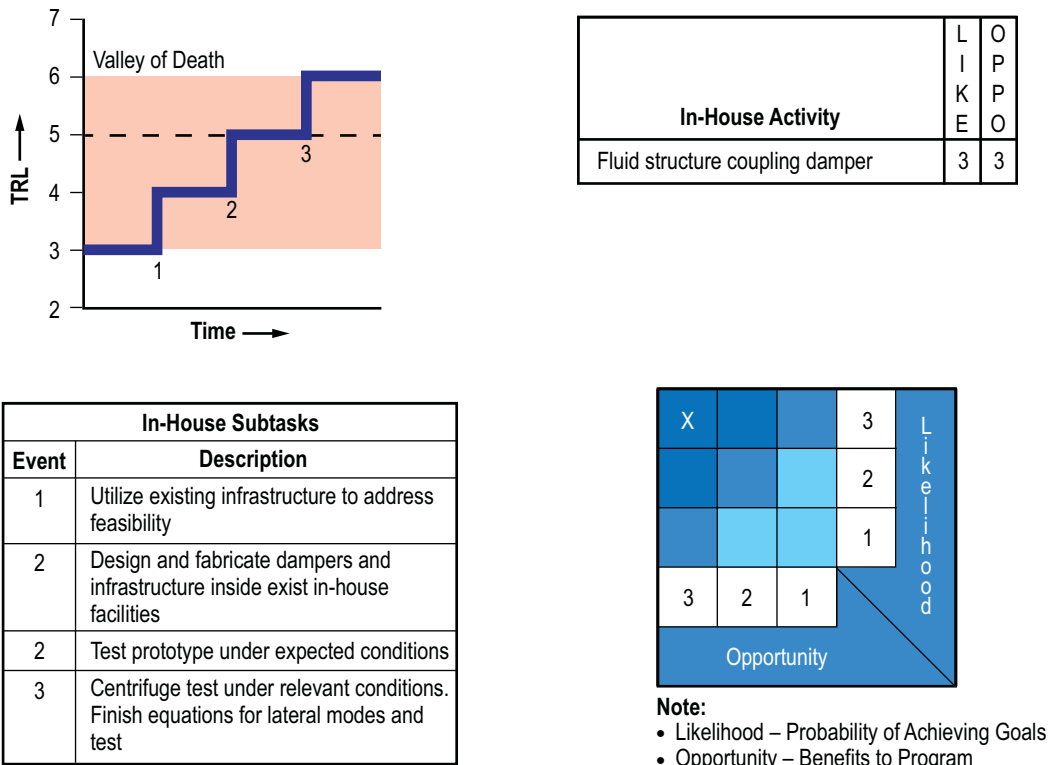 7
6
5
4
3
2
TRL
Valley of Death
1
2
3
Time
In-House Activity
LIKE
OPPO
Fluid structure coupling damper 3 3
In-House Subtasks
Event Description
1 Utilize existing infrastructure to address
feasibility
2 Design and fabricate dampers and
infrastructure inside exist in-house
facilities
2 Test prototype under expected conditions
3 Centrifuge test under relevant conditions.
Finish equations for lateral modes and
test
X 3
2
1
3 2 1
Likelihood
Opportunity
Note:
• Likelihood – Probability of Achieving Goals
• Opportunity – Benefits to Program